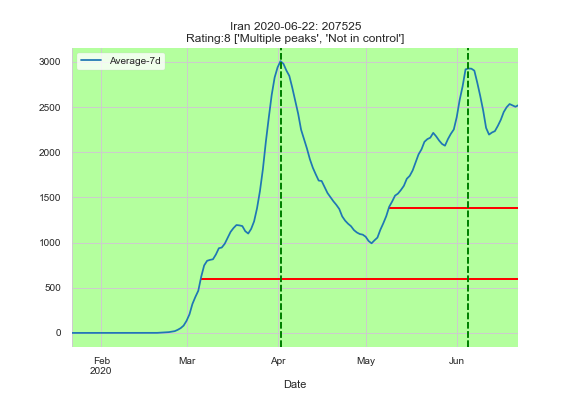 Iran 2020-06-22: 207525
Rating:8 ['Multiple peaks', 'Not in control']
Average-7d
3000
2500
2000
1500
1000
500
0
Feb
2020
Mar
Apr
May
Jun
Date